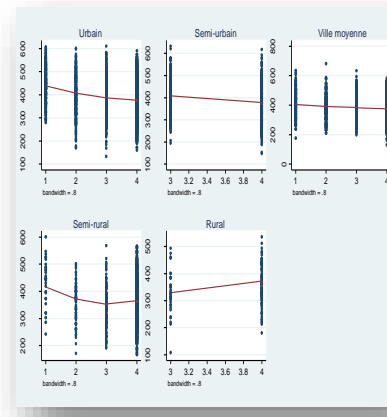 Urbain
100 200 300 400 500 600
1 2 3 4
bandwidth = .8
Semi-urbain
100 200 300 400 500 600
3 3.2 3.4 3.6 3.8 4
bandwidth = .8
Ville moyenne
0 200 400 600 800
1 2 3 4
bandwidth = .8
Semi-rural
200 300 400 500 600
1 2 3 4
bandwidth = .8
Rural
100 200 300 400 500
3 3.2 3.4 3.6 3.8 4
bandwidth = .8